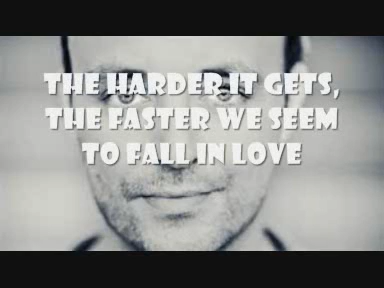 THE HARDER IT GETS,
THE FASTER WE SEEM
TO FALL IN LOVE